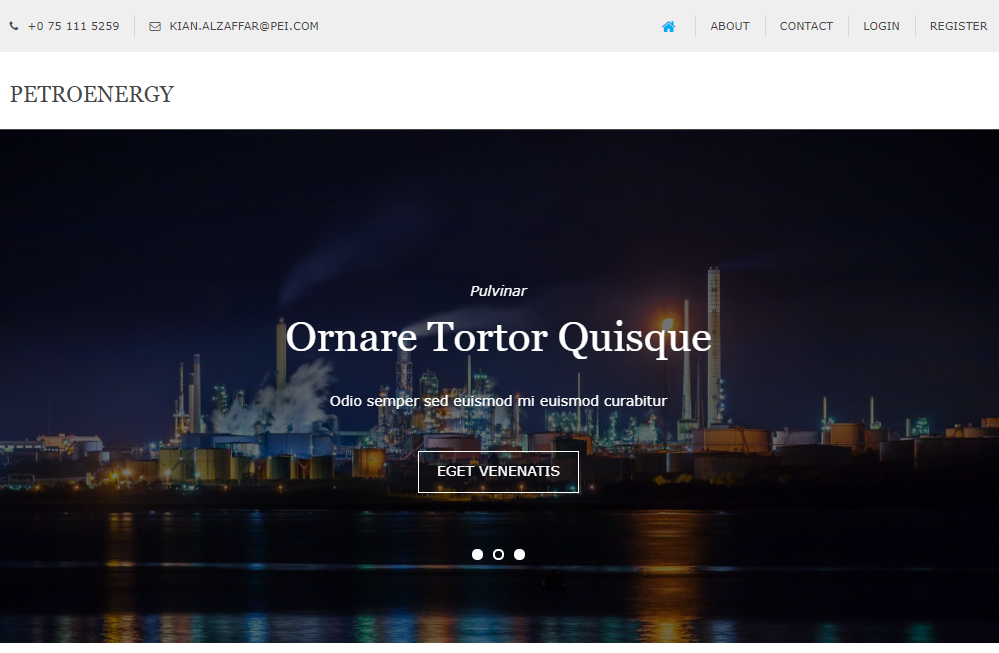 +0 75 111 5259
KIAN.ALZAFFAR@PEI.COM
ABOUT
CONTACT
LOGIN
REGISTER
PETROENERGY
Pulvinar
Ornare Tortor Quisque
Odio semper sed euismod mi euismod curabitur
EGET VENENATIS